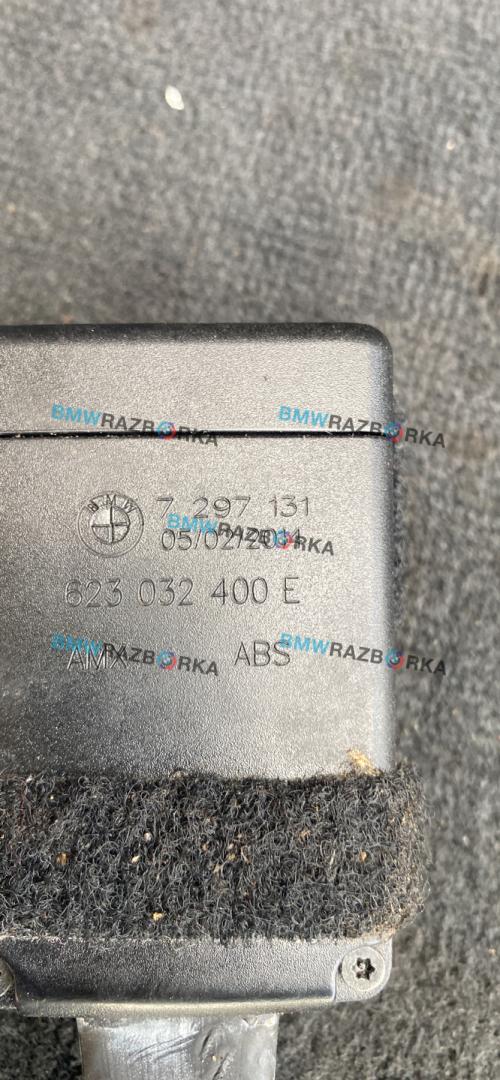 BMWRAZBORKA BMWRAZBORKA
BMW 7 297 131
BMWRAZBORKA
05/02/2014
623 032 400 E
BMWRAZBORKA BMWRAZBORKA
AMX ABS